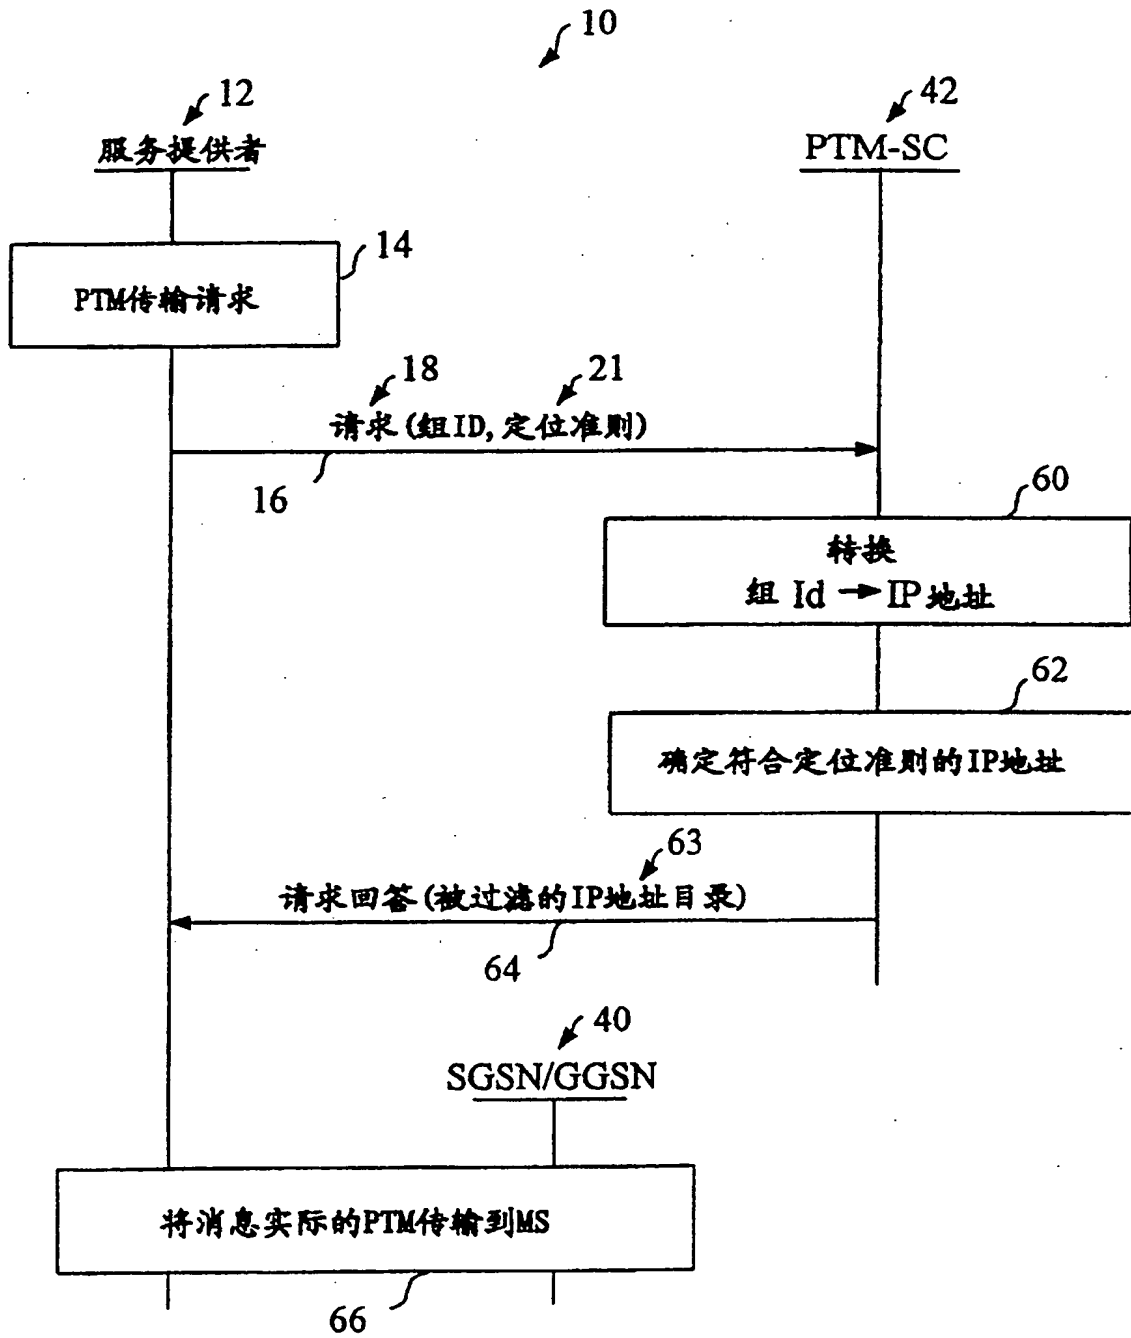 10
12
42
服务提供者
PTM-SC
14
PTM传输请求
18
21
请求(组ID,定位准则)
16
60
转换
组 Id → IP地址
62
确定符合定位准则的IP地址
63
请求回答(被过滤的IP地址目录)
64
40
SGSN/GGSN
将消息实际的PTM传输到MS
66